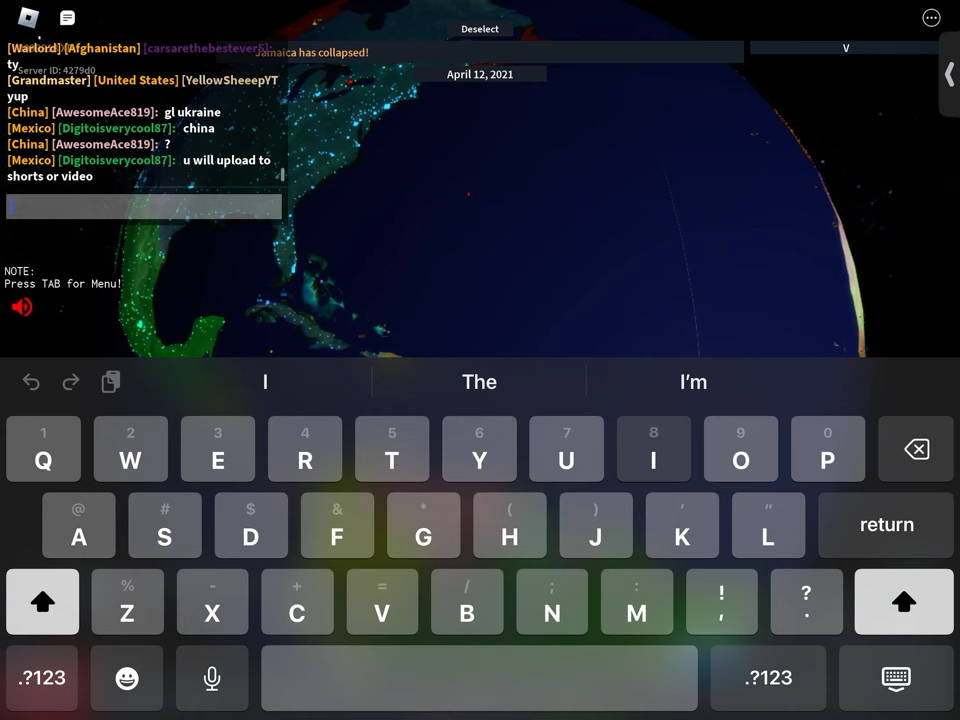 Deselect
[Warlord] [Afghanistan] [carsarethebestever5]:
ty
Jamaica has collapsed!
V
Server ID: 4279d0
April 12, 2021
[Grandmaster] [United States] [YellowSheeepYT
yup
[China] [AwesomeAce819]: gl ukraine
[Mexico] [Digitoisverycool87]: china
[China] [AwesomeAce819]: ?
[Mexico] [Digitoisverycool87]: u will upload to
shorts or video
NOTE:
Press TAB for Menu!
I The I'm
1 2 3 4 5 6 7 8 9 0
Q W E R T Y U I O P
@ # $ & * ( ) ' "
A S D F G H J K L return
% - + = / ; : ! ?
Z X C V B N M , .
.?123 .?123